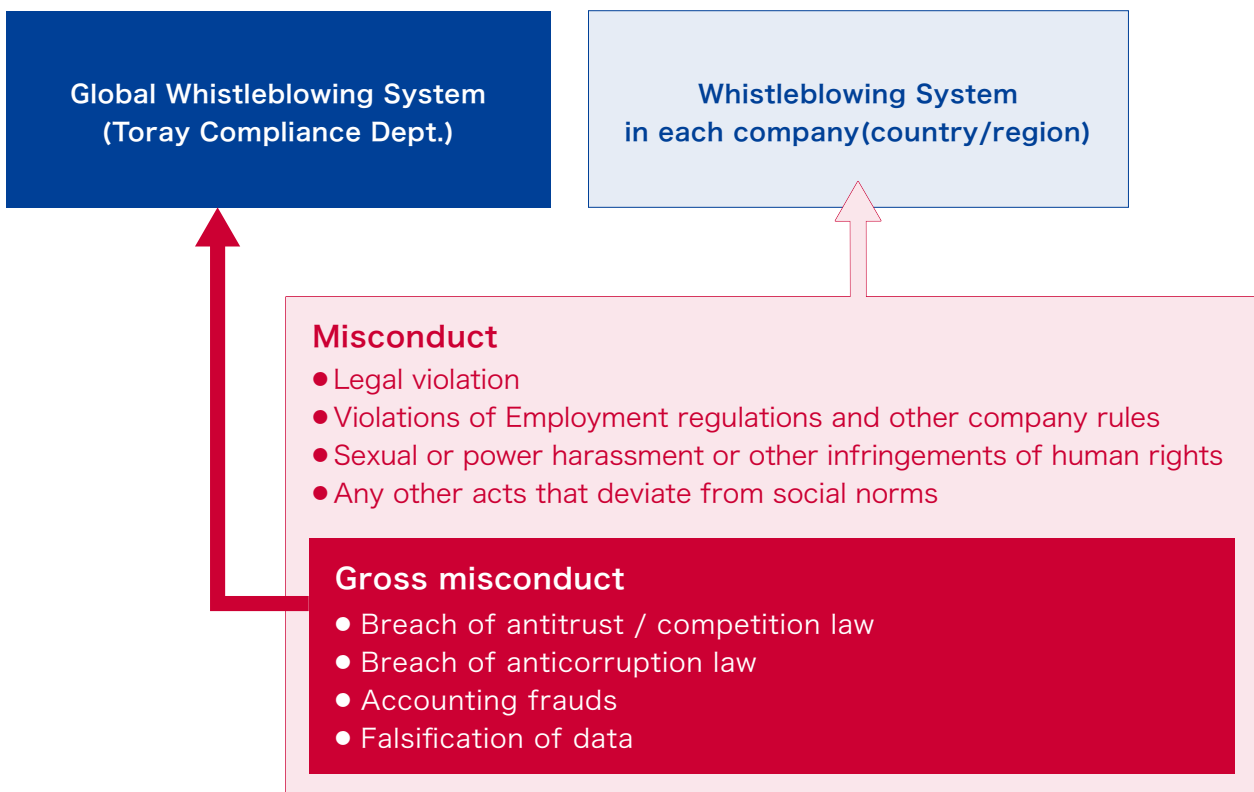 Global Whistleblowing System
(Toray Compliance Dept.)
Whistleblowing System
in each company(country/region)
Misconduct
● Legal violation
● Violations of Employment regulations and other company rules
● Sexual or power harassment or other infringements of human rights
● Any other acts that deviate from social norms
Gross misconduct
● Breach of antitrust / competition law
● Breach of anticorruption law
● Accounting frauds
● Falsification of data